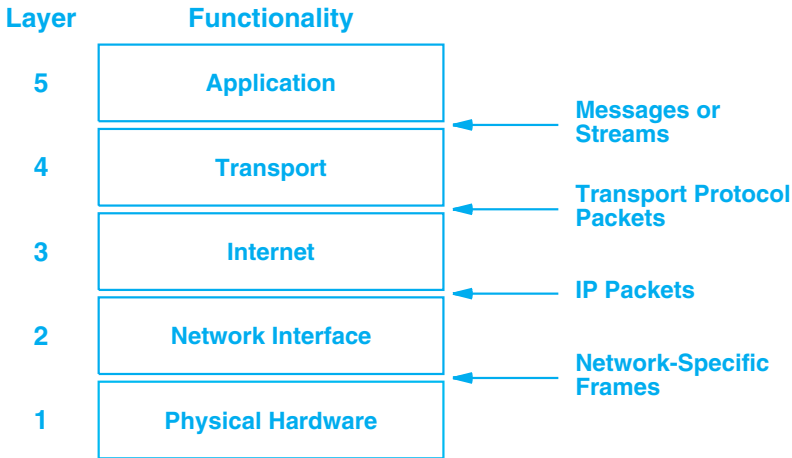 Layer Functionality
5 Application
Messages or
Streams
4 Transport
Transport Protocol
Packets
3 Internet
IP Packets
2 Network Interface
Network-Specific
Frames
1 Physical Hardware